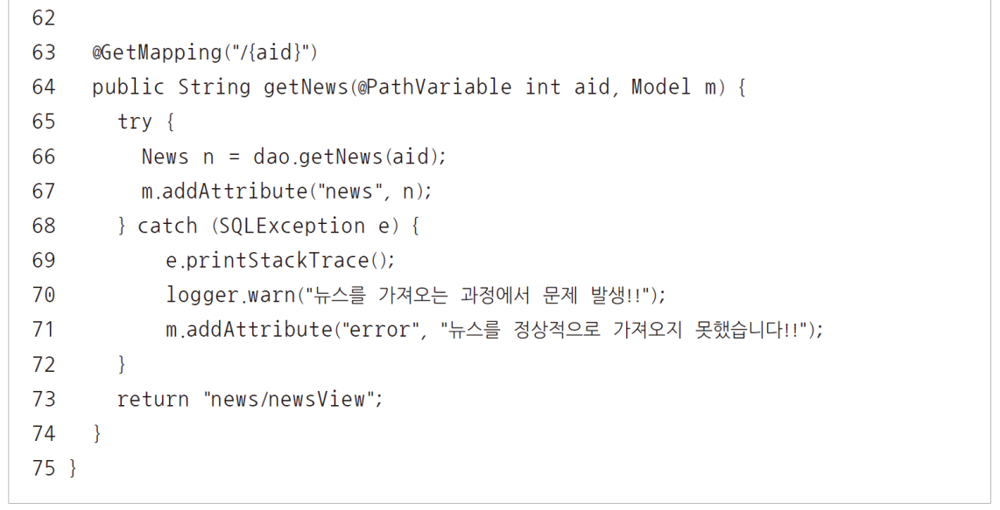 62
63 @GetMapping("/{aid}")
64 public String getNews(@PathVariable int aid, Model m) {
65 try {
66 News n = dao.getNews(aid);
67 m.addAttribute("news", n);
68 } catch (SQLException e) {
69 e.printStackTrace();
70 logger.warn("뉴스를 가져오는 과정에서 문제 발생!!");
71 m.addAttribute("error", "뉴스를 정상적으로 가져오지 못했습니다!!");
72 }
73 return "news/newsView";
74 }
75 }